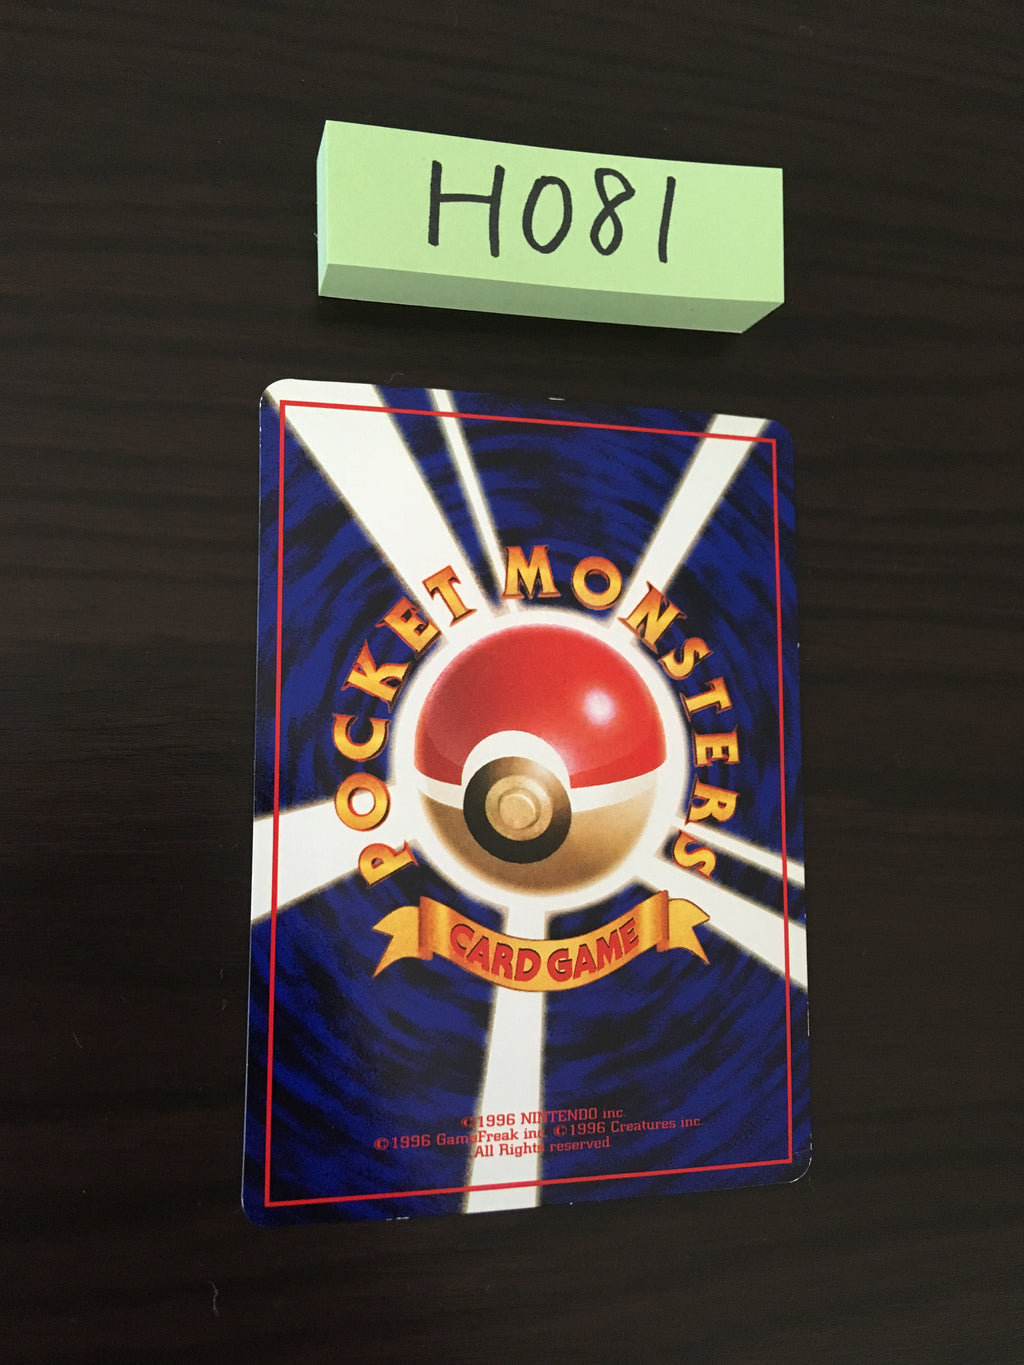 H081
POCKET MONSTERS
CARD GAME
©1996 NINTENDO inc.
©1996 GameFreak inc. ©1996 Creatures inc.
All Rights reserved.